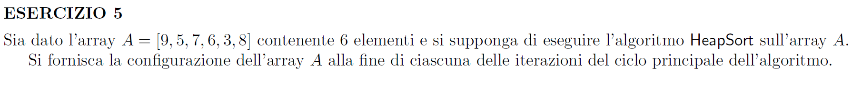 ESERCIZIO 5
Sia dato l'array A = [9, 5, 7, 6, 3, 8] contenente 6 elementi e si supponga di eseguire l'algoritmo HeapSort sull'array A.
Si fornisca la configurazione dell'array A alla fine di ciascuna delle iterazioni del ciclo principale dell'algoritmo.